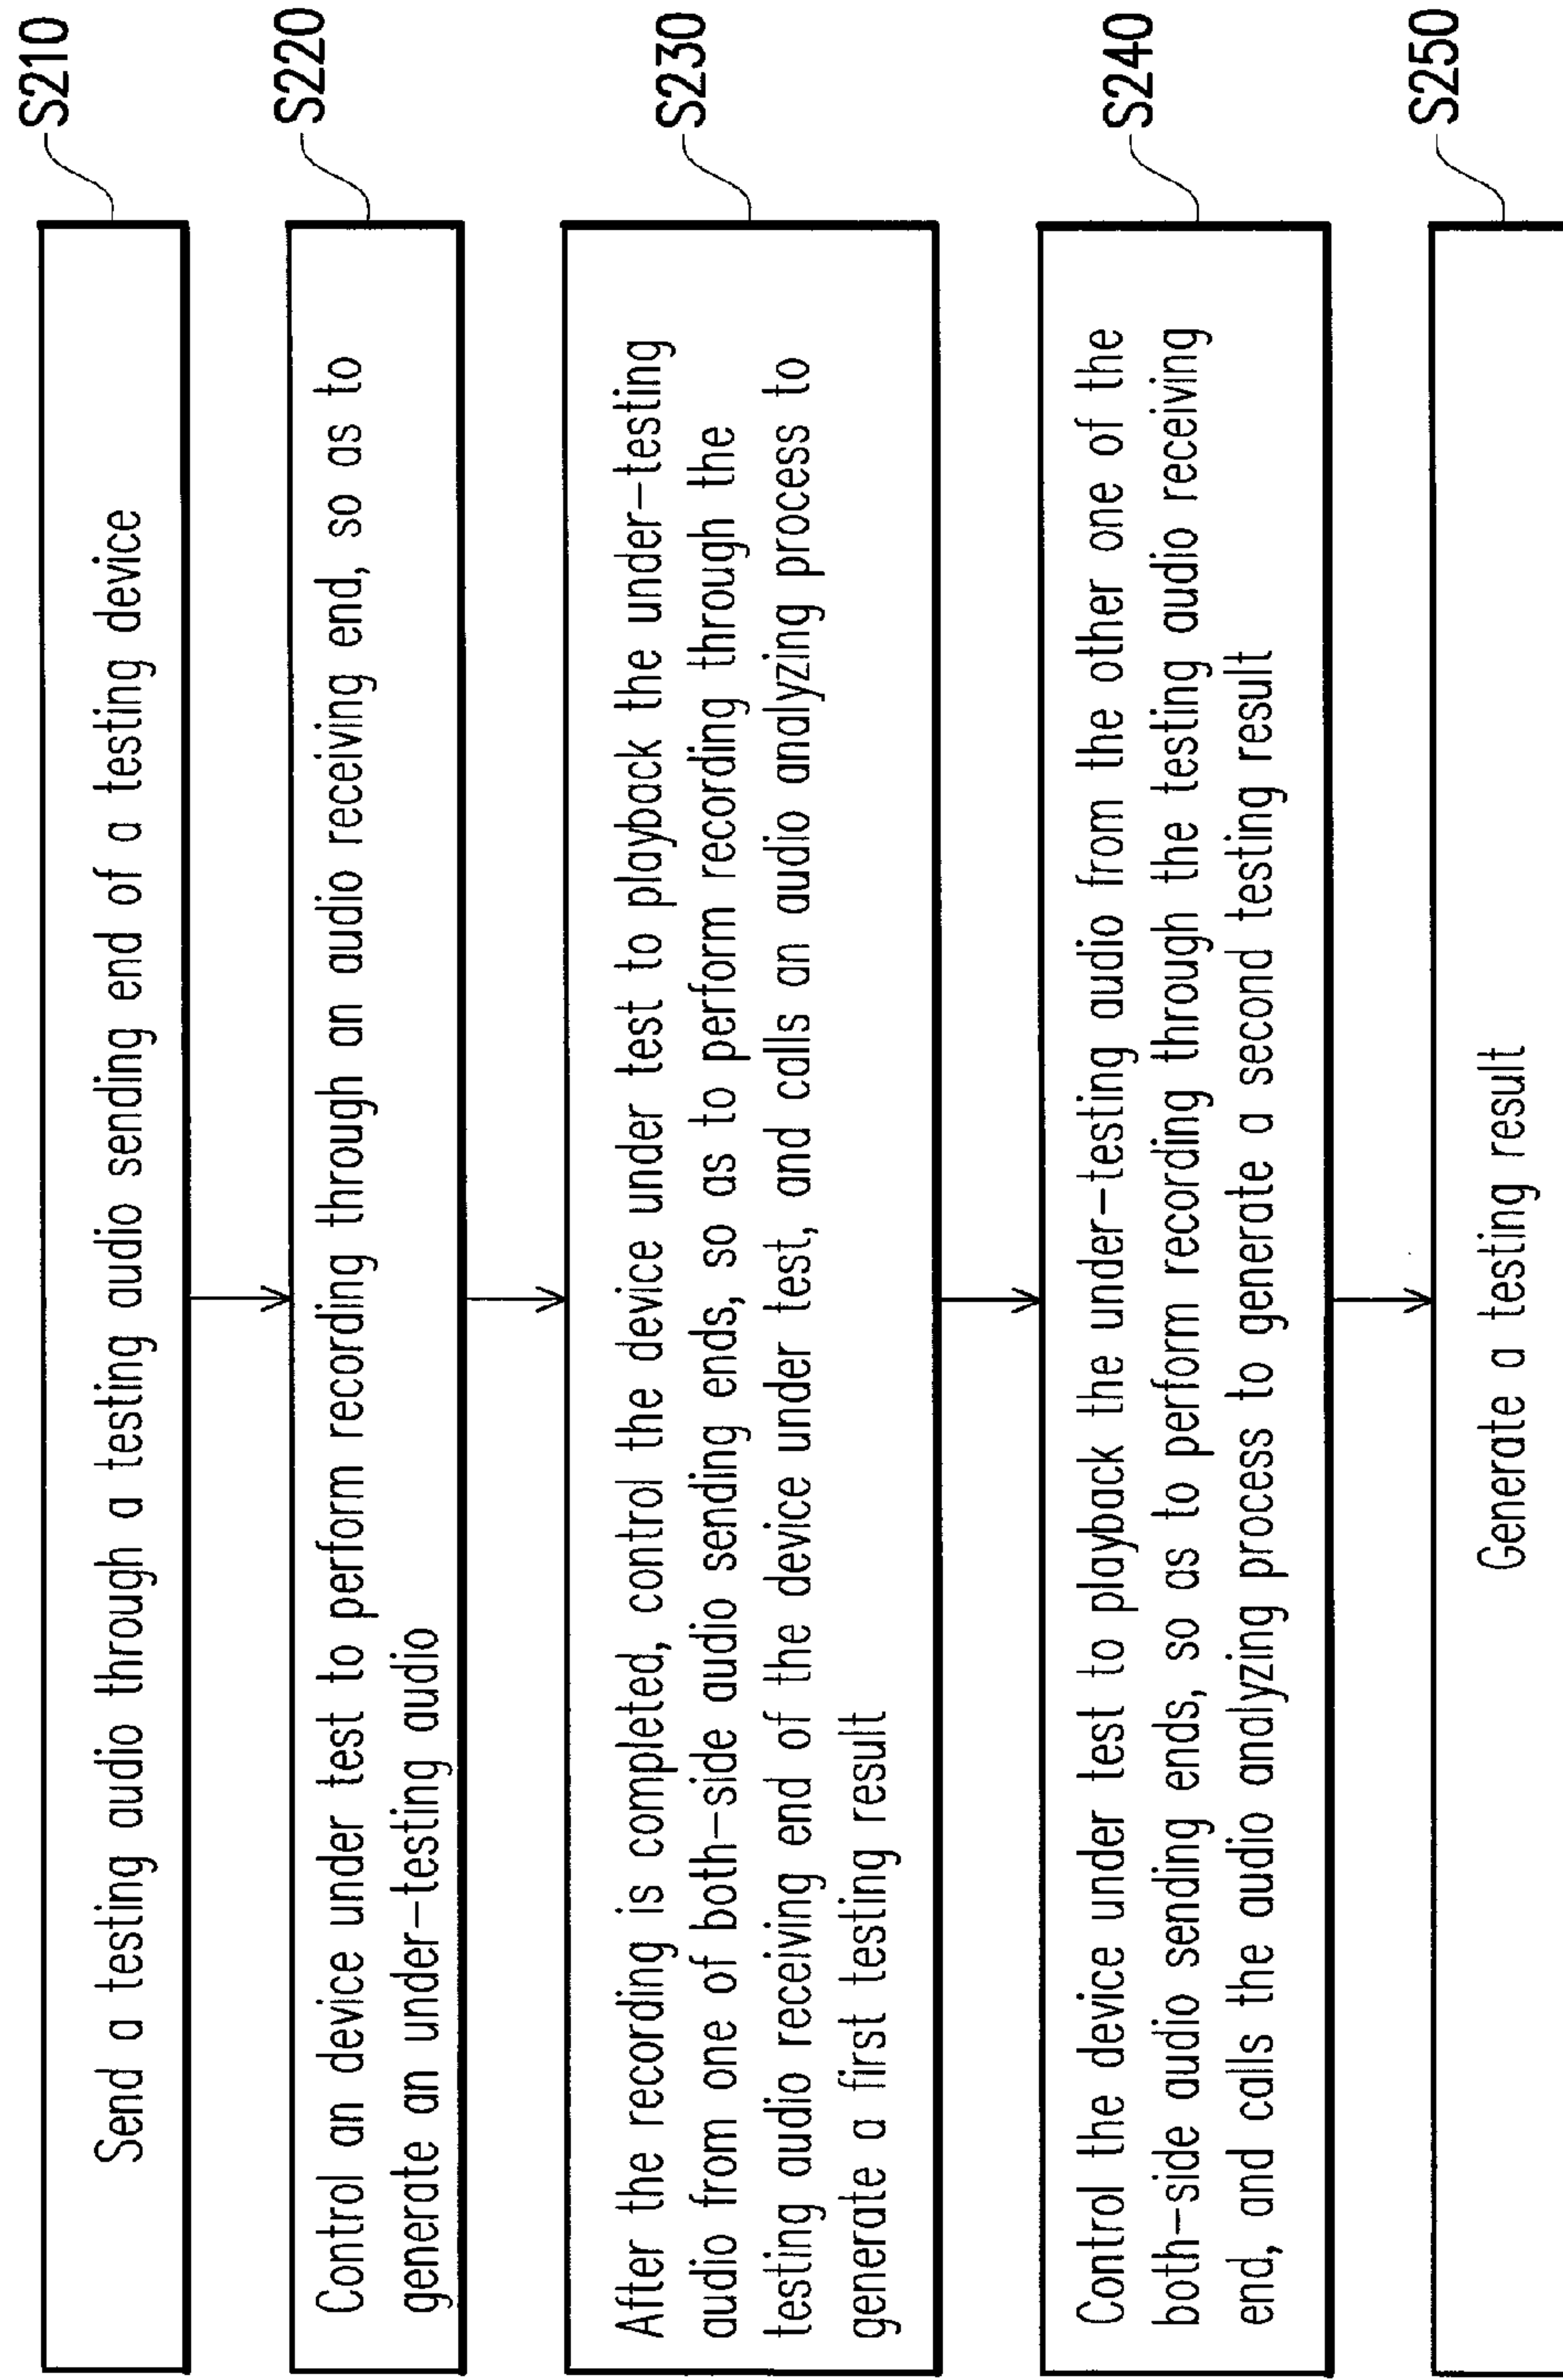 Send a testing audio through a testing audio sending end of a testing device
S210
Control an device under test to perform recording through an audio receiving end, so as to
generate an under-testing audio
S220
After the recording is completed, control the device under test to playback the under-testing
audio from one of both-side audio sending ends, so as to perform recording through the
testing audio receiving end of the device under test, and calls an audio analyzing process to
generate a first testing result
S230
Control the device under test to playback the under-testing audio from the other one of the
both-side audio sending ends, so as to perform recording through the testing audio receiving
end, and calls the audio analyzing process to generate a second testing result
S240
Generate a testing result
S250